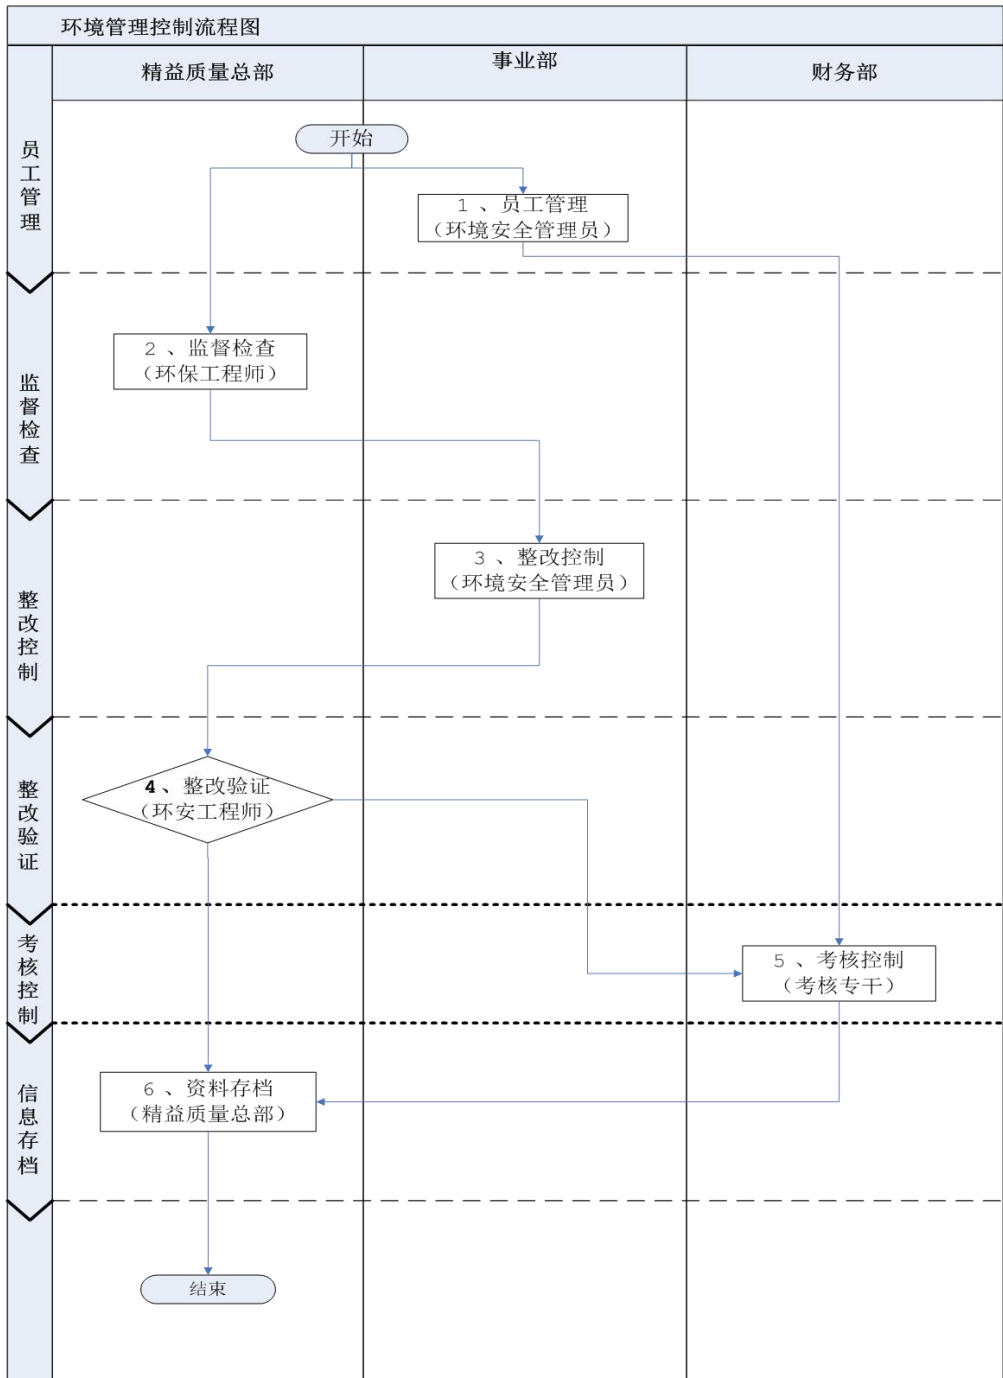 环境管理控制流程图
精益质量总部
事业部
财务部
员工管理
开始
1、员工管理
（环境安全管理员）
监督检查
2、监督检查
（环保工程师）
整改控制
3、整改控制
（环境安全管理员）
整改验证
4、整改验证
（环安工程师）
考核控制
5、考核控制
（考核专干）
信息存档
6、资料存档
（精益质量总部）
结束